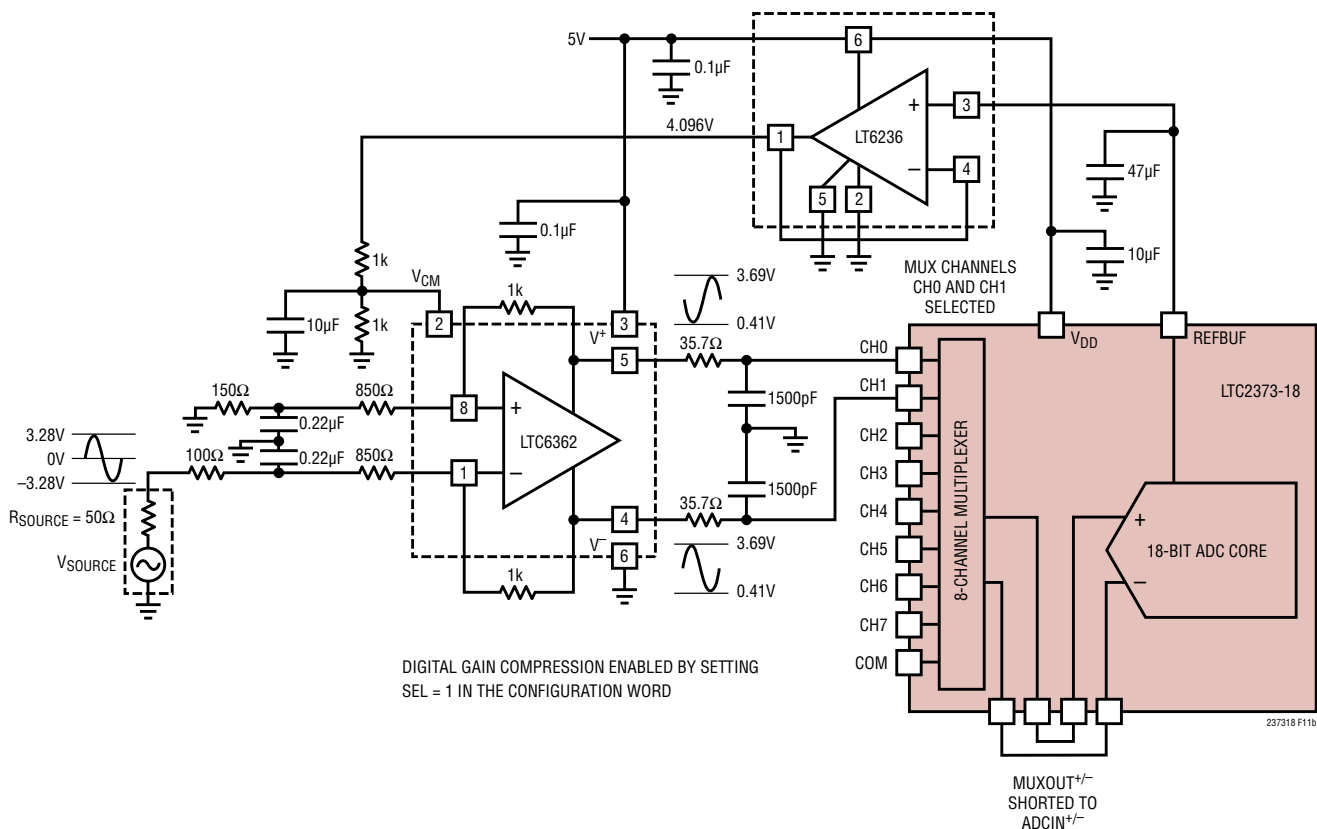 5V
6
0.1µF
+
3
4.096V
1
LT6236
–
4
47µF
5
2
0.1µF
10µF
1k
VCM
1k
3.69V
MUX CHANNELS
CH0 AND CH1
SELECTED
10µF
1k
2
3
V+
0.41V
VDD
REFBUF
35.7Ω
5
CH0
LTC2373-18
150Ω
850Ω
CH1
1500pF
8
+
0.22µF
CH2
3.28V
LTC6362
0V
0.22µF
–3.28V
100Ω
850Ω
1
–
CH3
1500pF
RSOURCE = 50Ω
35.7Ω
4
CH4
8-CHANNEL MULTIPLEXER
+
V–
6
3.69V
CH5
18-BIT ADC CORE
VSOURCE
1k
0.41V
CH6
–
CH7
COM
DIGITAL GAIN COMPRESSION ENABLED BY SETTING
SEL = 1 IN THE CONFIGURATION WORD
237318 F11b
MUXOUT+/–
SHORTED TO
ADCIN+/–